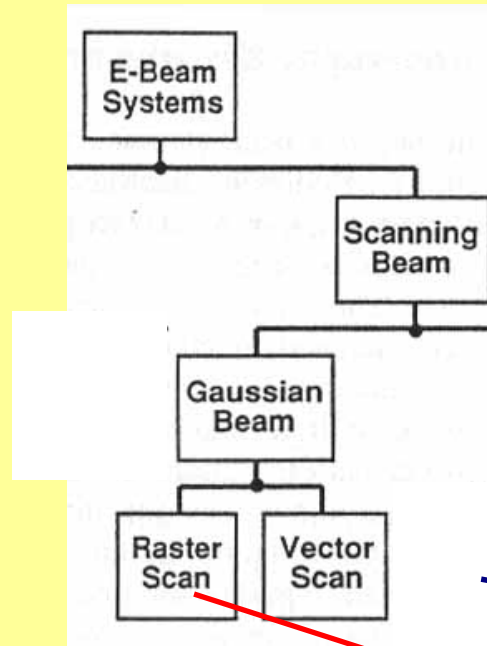 E-Beam
Systems
Scanning
Beam
Gaussian
Beam
Raster
Scan
Vector
Scan